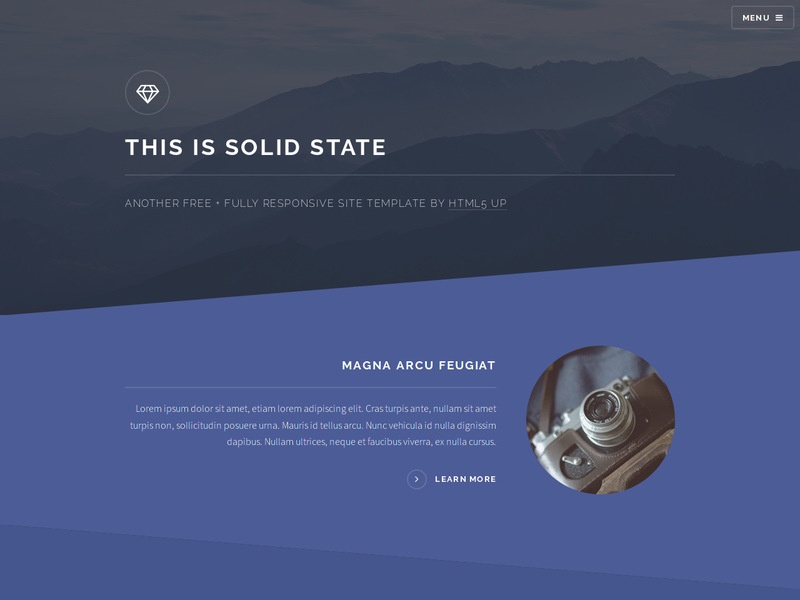 MENU
THIS IS SOLID STATE
ANOTHER FREE + FULLY RESPONSIVE SITE TEMPLATE BY HTML5 UP
MAGNA ARCU FEUGIAT
Lorem ipsum dolor sit amet, etiam lorem adipiscing elit. Cras turpis ante, nullam sit amet
turpis non, sollicitudin posuere urna. Mauris id tellus arcu. Nunc vehicula id nulla dignissim
dapibus. Nullam ultrices, neque et faucibus viverra, ex nulla cursus.
LEARN MORE